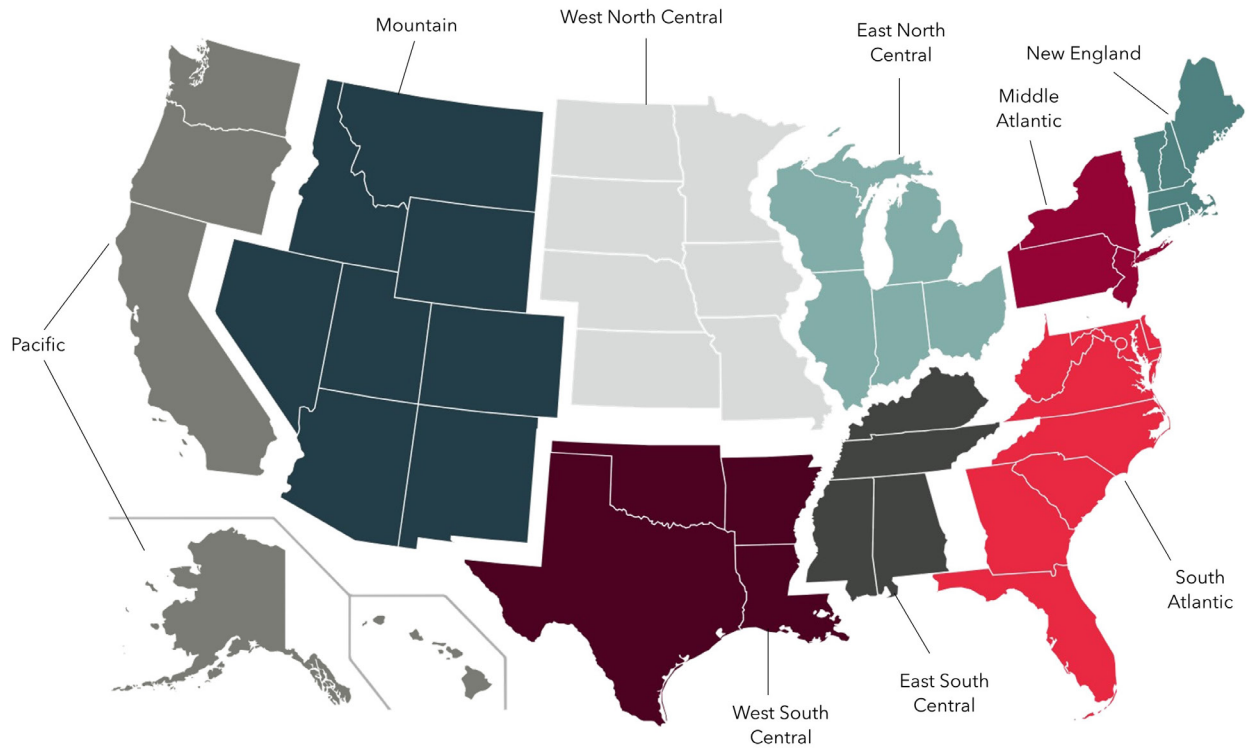 West North Central
Mountain
East North
Central
New England
Middle
Atlantic
Pacific
South
Atlantic
East South
Central
West South
Central